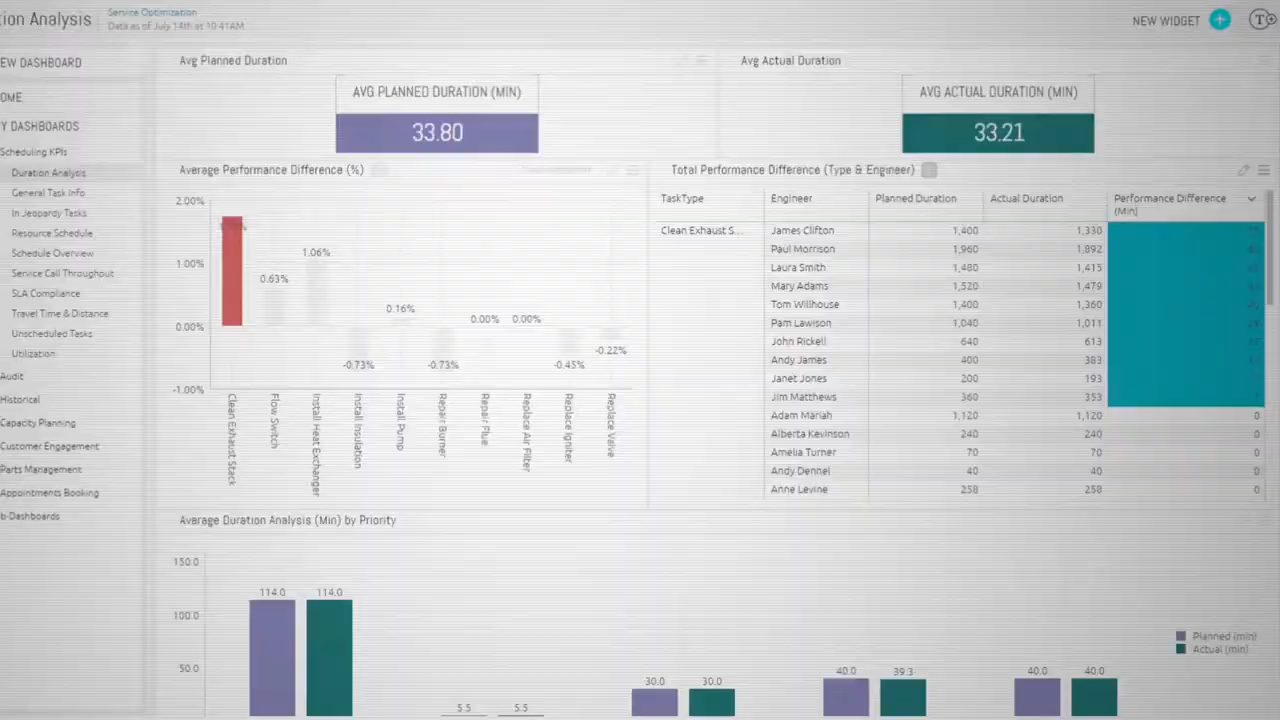 tion Analysis
Service Optimization
Data as of July 14th at 10:41AM
NEW WIDGET
EW DASHBOARD
OME
Y DASHBOARDS
Scheduling KPIs
Duration Analysis
General Task Info
In Jeopardy Tasks
Resource Schedule
Schedule Overview
Service Call Throughput
SLA Compliance
Travel Time & Distance
Unscheduled Tasks
Utilization
Audit
Historical
Capacity Planning
Customer Engagement
Parts Management
Appointments Booking
b-Dashboards
Avg Planned Duration
AVG PLANNED DURATION (MIN)
33.80
Avg Actual Duration
AVG ACTUAL DURATION (MIN)
33.21
Average Performance Difference (%)
2.00%
1.00%
0.00%
-1.00%
0.63%
1.06%
-0.73%
0.16%
-0.73%
0.00%
0.00%
-0.45%
-0.22%
Clean Exhaust Stack
Flow Switch
Install Heat Exchanger
Install Insulation
Install Pump
Repair Burner
Repair Flue
Replace Air Filter
Replace Igniter
Replace Valve
Total Performance Difference (Type & Engineer)
TaskType Engineer Planned Duration Actual Duration Performance Difference (Min)
Clean Exhaust S... James Clifton 1,400 1,330
Paul Morrison 1,960 1,892
Laura Smith 1,480 1,415
Mary Adams 1,520 1,479
Tom Willhouse 1,400 1,360
Pam Lawison 1,040 1,011
John Rickell 640 613
Andy James 400 383
Janet Jones 200 193
Jim Matthews 360 353
Adam Mariah 1,120 1,120 0
Alberta Kevinson 240 240 0
Amelia Turner 70 70 0
Andy Dennel 40 40 0
Anne Levine 258 258 0
Average Duration Analysis (Min) by Priority
150.0
100.0
50.0
114.0 114.0
5.5 5.5
30.0 30.0
40.0 39.3
40.0 40.0
Planned (min)
Actual (min)